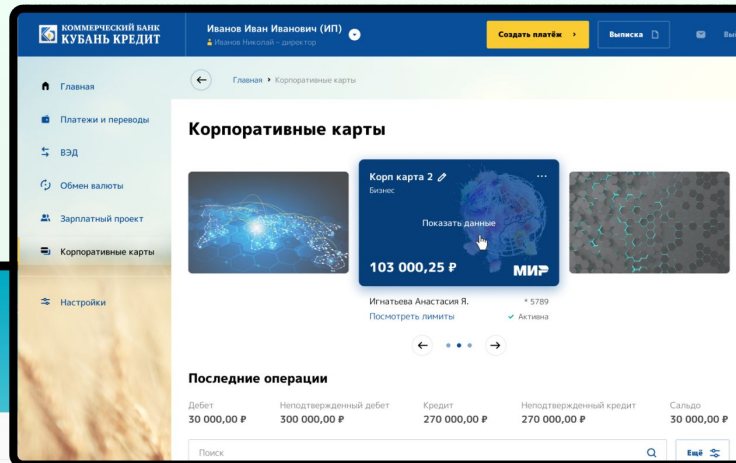 КОММЕРЧЕСКИЙ БАНК
КУБАНЬ КРЕДИТ
Иванов Иван Иванович (ИП)
Иванов Николай – директор
Создать платёж
Выписка
Главная
Платежи и переводы
ВЭД
Обмен валюты
Зарплатный проект
Корпоративные карты
Настройки
Главная • Корпоративные карты
Корпоративные карты
Корп карта 2
Бизнес
Показать данные
103 000,25 ₽
МИР
Игнатьева Анастасия Я. * 5789
Посмотреть лимиты Активна
Последние операции
Дебет Неподтвержденный дебет Кредит Неподтвержденный кредит Сальдо
30 000,00 ₽ 300 000,00 ₽ 270 000,00 ₽ 270 000,00 ₽ 30 000,00 ₽
Поиск Ещё